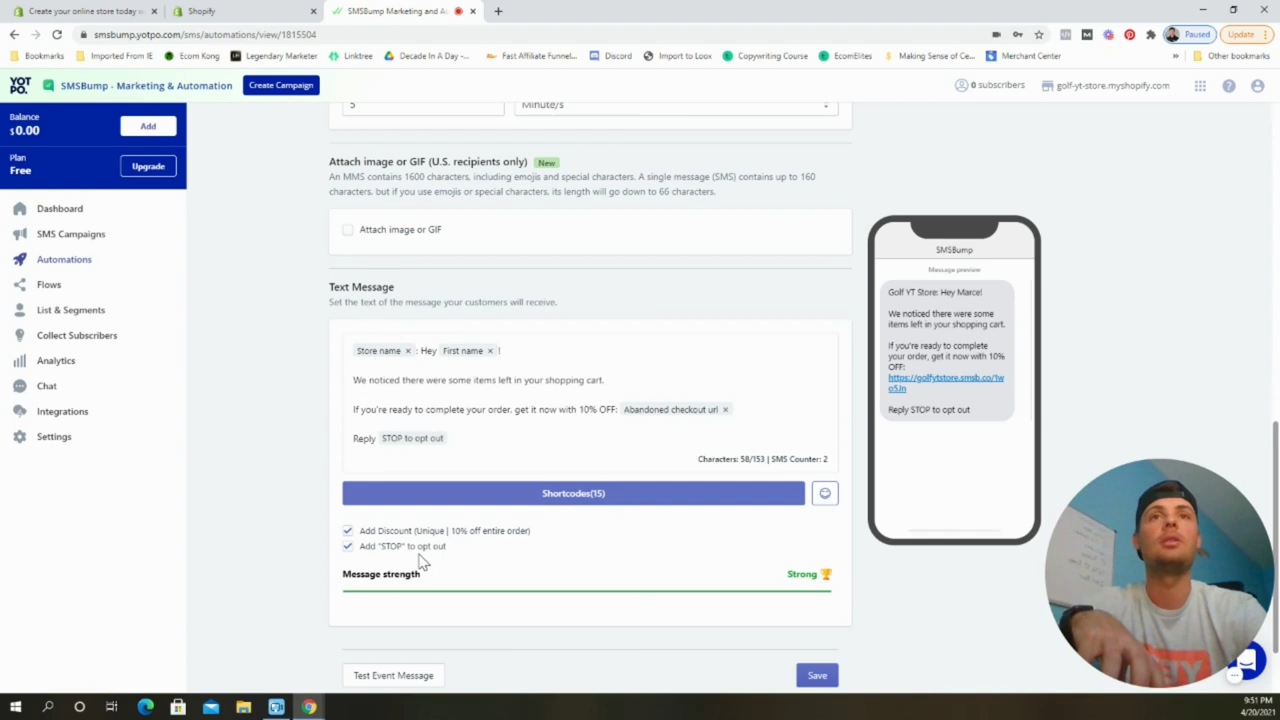 Create your online store today
Shopify
SMSBump Marketing and Au
smsbump.yotpo.com/sms/automations/view/1815504
Paused
Update
Bookmarks
Imported From IE
Ecom Kong
Legendary Marketer
Linktree
Decade In A Day -...
Fast Affiliate Funnel...
Discord
Import to Loox
Copywriting Course
EcomElites
Making Sense of Ce...
Merchant Center
»
Other bookmarks
YOT
PO.
SMSBump - Marketing & Automation
Create Campaign
0 subscribers
golf-yt-store.myshopify.com
Balance
$0.00
Add
Plan
Free
Upgrade
Dashboard
SMS Campaigns
Automations
Flows
List & Segments
Collect Subscribers
Analytics
Chat
Integrations
Settings
5
Minute/s
Attach image or GIF (U.S. recipients only) New
An MMS contains 1600 characters, including emojis and special characters. A single message (SMS) contains up to 160
characters, but if you use emojis or special characters, its length will go down to 66 characters.
Attach image or GIF
Text Message
Set the text of the message your customers will receive.
Store name × : Hey First name × !
We noticed there were some items left in your shopping cart.
If you're ready to complete your order, get it now with 10% OFF: Abandoned checkout url ×
Reply STOP to opt out
Characters: 58/153 | SMS Counter: 2
Shortcodes(15)
Add Discount (Unique | 10% off entire order)
Add "STOP" to opt out
Message strength
Strong
Test Event Message
Save
SMSBump
Message preview
Golf YT Store: Hey Marcel!
We noticed there were some
items left in your shopping cart.
If you're ready to complete
your order, get it now with 10%
OFF:
Reply STOP to opt out
9:51 PM
4/20/2021